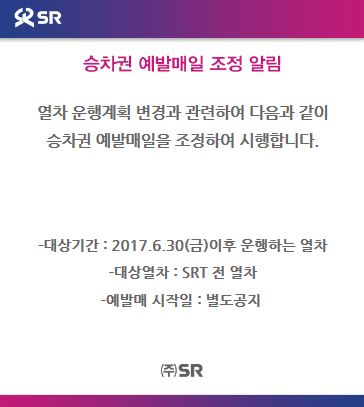 SR
승차권 예발매일 조정 알림
열차 운행계획 변경과 관련하여 다음과 같이
승차권 예발매일을 조정하여 시행합니다.
-대상기간 : 2017.6.30(금)이후 운행하는 열차
-대상열차 : SRT 전 열차
-예발매 시작일 : 별도공지
㈜SR